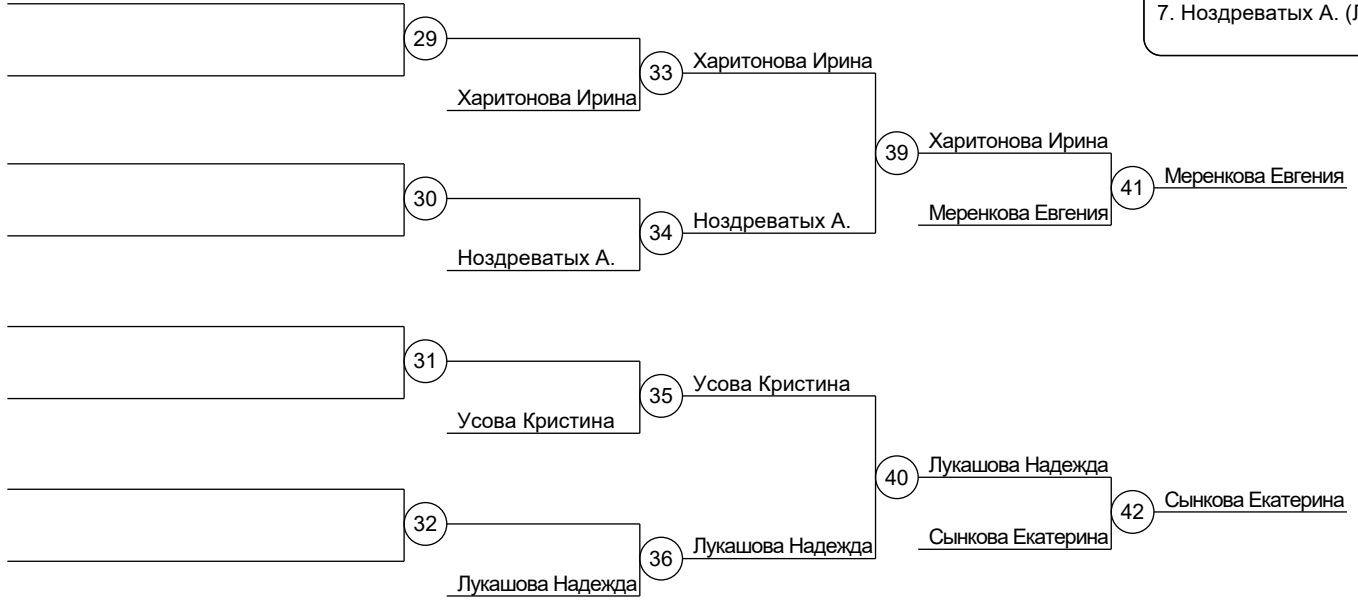 7. Ноздреватых А. (Л
29
33
Харитонова Ирина
Харитонова Ирина
39
Харитонова Ирина
41
Меренкова Евгения
Меренкова Евгения
30
34
Ноздреватых А.
Ноздреватых А.
31
35
Усова Кристина
Усова Кристина
40
Лукашова Надежда
42
Сынкова Екатерина
Сынкова Екатерина
32
36
Лукашова Надежда
Лукашова Надежда